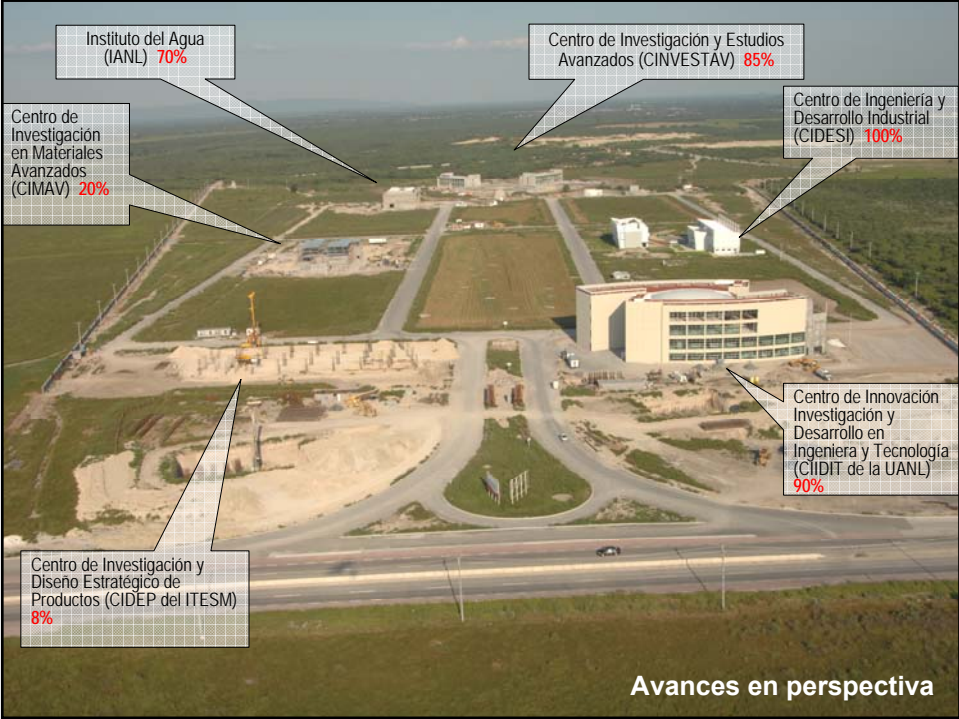 Instituto del Agua
(IANL) 70%
Centro de Investigación y Estudios
Avanzados (CINVESTAV) 85%
Centro de
Investigación
en Materiales
Avanzados
(CIMAV) 20%
Centro de Ingeniería y
Desarrollo Industrial
(CIDESI) 100%
Centro de Innovación
Investigación y
Desarrollo en
Ingeniera y Tecnología
(CIIDIT de la UANL)
90%
Centro de Investigación y
Diseño Estratégico de
Productos (CIDEP del ITESM)
8%
Avances en perspectiva